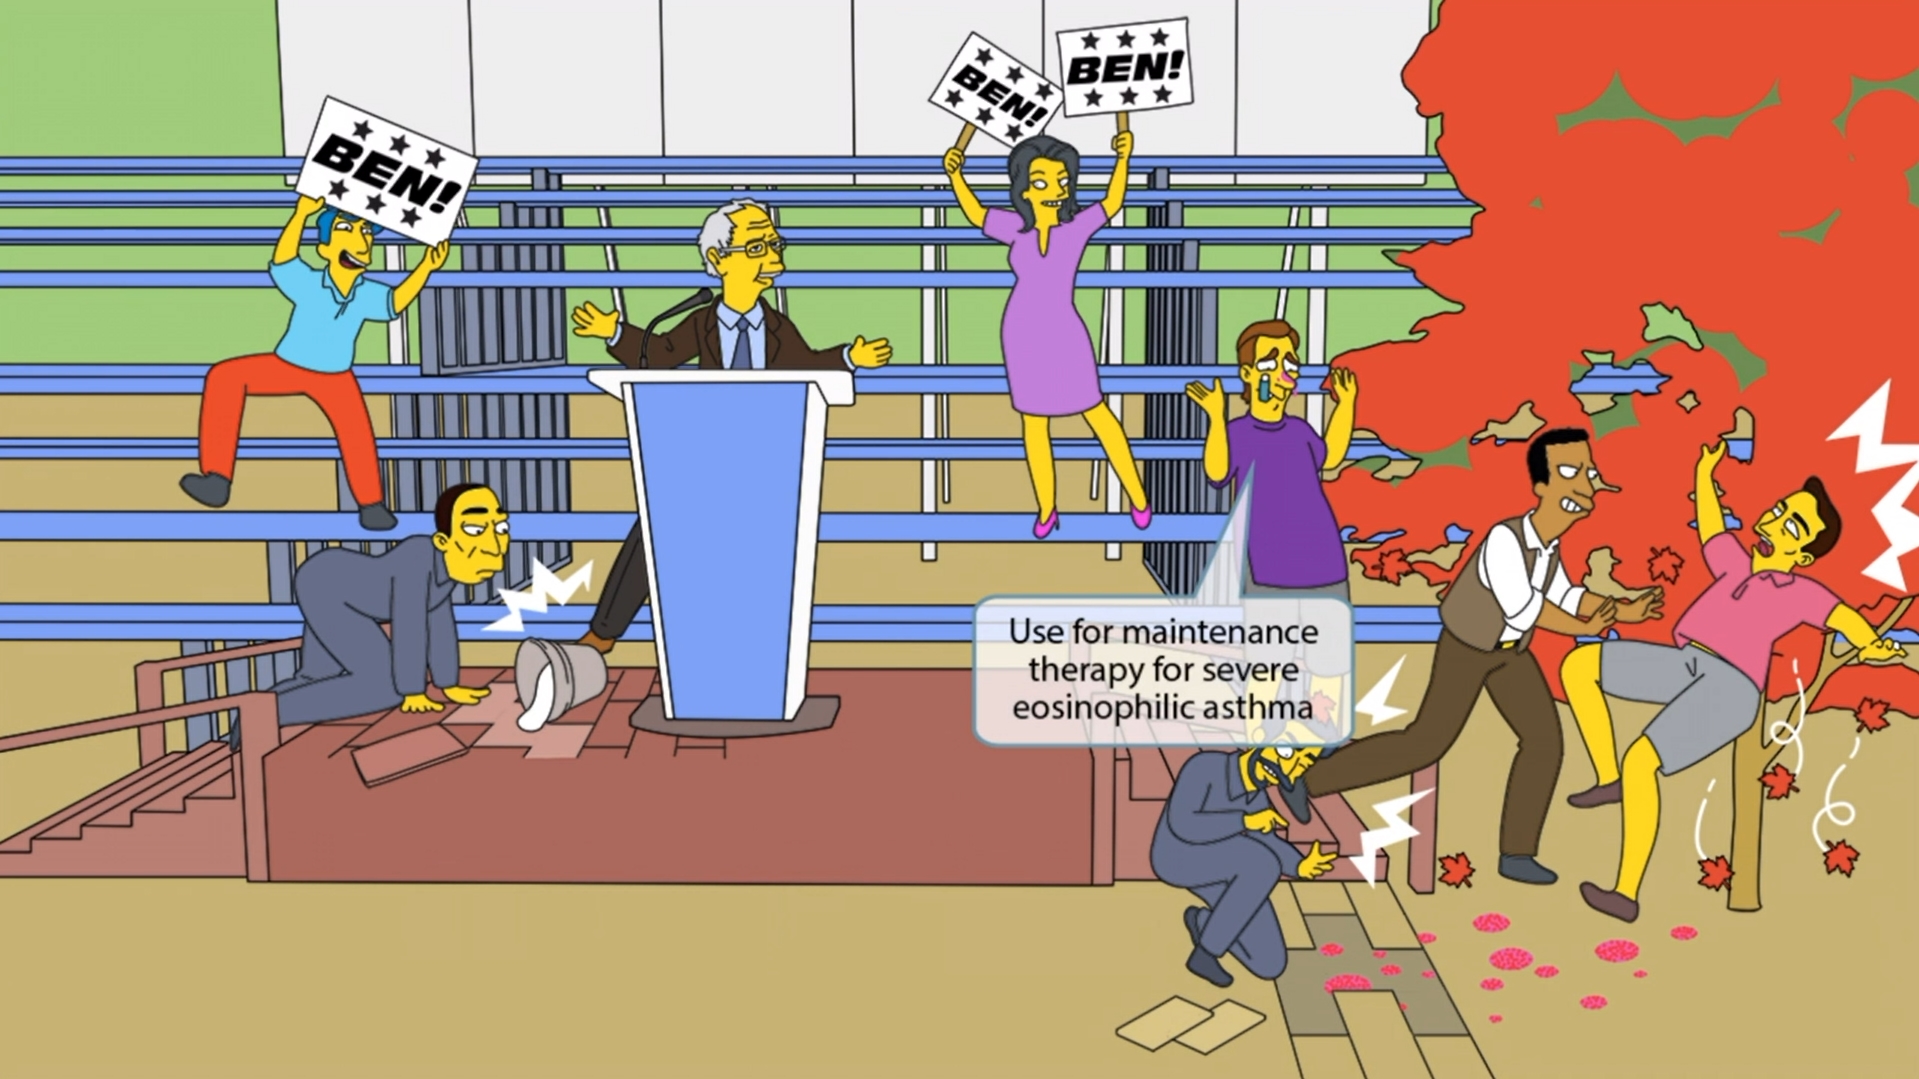 BEN!
BEN!
BEN!
Use for maintenance
therapy for severe
eosinophilic asthma